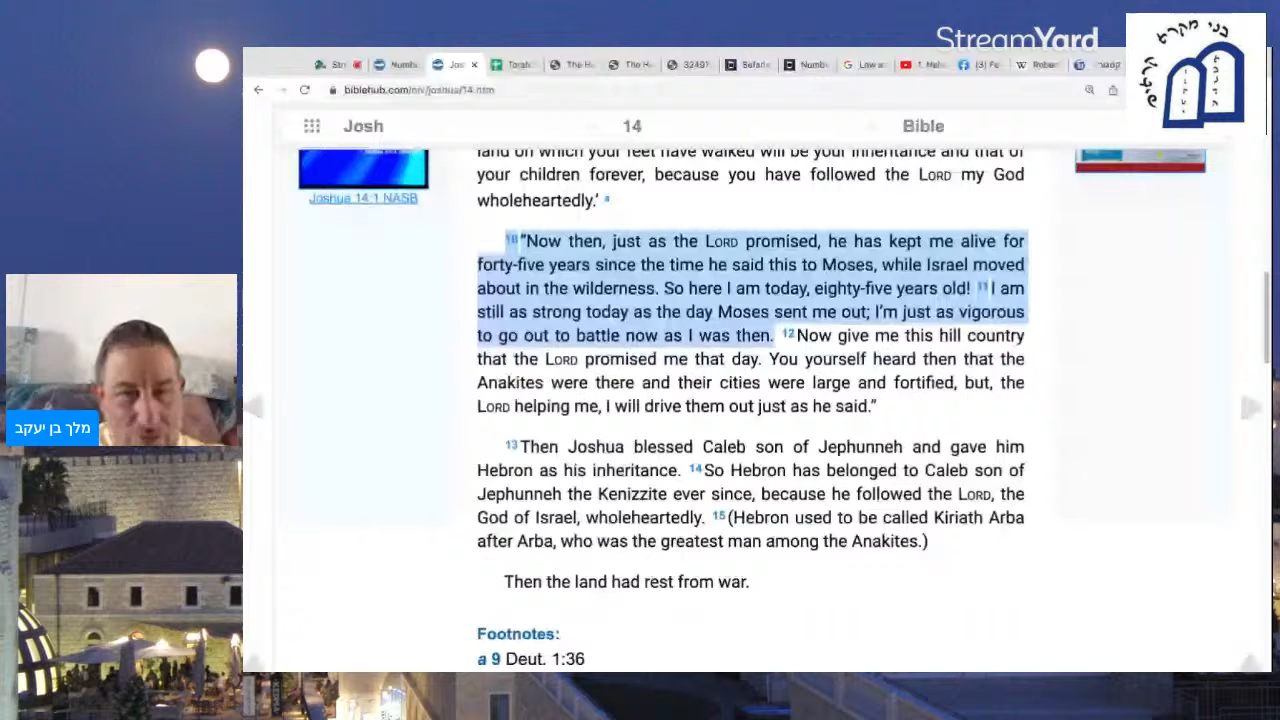 StreamYard
בני מקרא
Numb
Jos
Torah
The H
The H
32491
Sefaria
Numb
Law a
biblehub.com/niv/joshua/14.htm
Josh
14
Bible
land on which your feet have walked will be your inheritance and that of
your children forever, because you have followed the LORD my God
wholeheartedly.’ a
Joshua 14:1 NASB
10 “Now then, just as the LORD promised, he has kept me alive for
forty-five years since the time he said this to Moses, while Israel moved
about in the wilderness. So here I am today, eighty-five years old! 11 I am
still as strong today as the day Moses sent me out; I’m just as vigorous
to go out to battle now as I was then. 12 Now give me this hill country
that the LORD promised me that day. You yourself heard then that the
Anakites were there and their cities were large and fortified, but, the
LORD helping me, I will drive them out just as he said.”
מלך בן יעקב
13 Then Joshua blessed Caleb son of Jephunneh and gave him
Hebron as his inheritance. 14 So Hebron has belonged to Caleb son of
Jephunneh the Kenizzite ever since, because he followed the LORD, the
God of Israel, wholeheartedly. 15 (Hebron used to be called Kiriath Arba
after Arba, who was the greatest man among the Anakites.)
Then the land had rest from war.
Footnotes:
a 9 Deut. 1:36